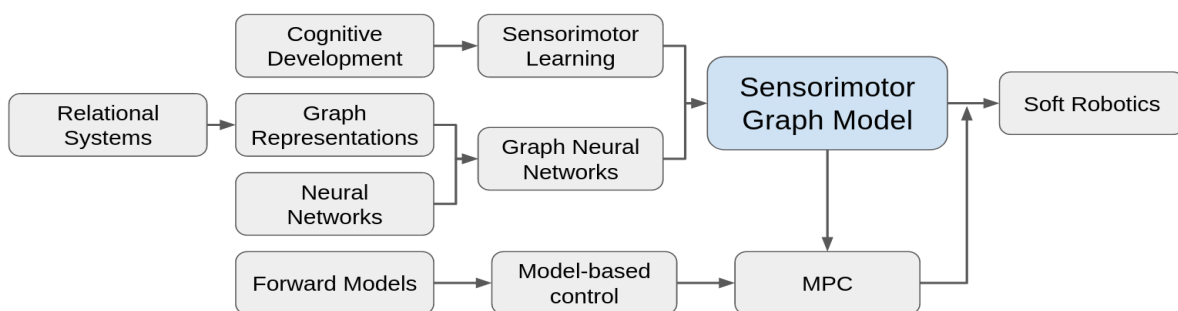 Cognitive
Development
Sensorimotor
Learning
Sensorimotor
Graph Model
Soft Robotics
Relational
Systems
Graph
Representations
Graph Neural
Networks
Neural
Networks
Forward Models
Model-based
control
MPC